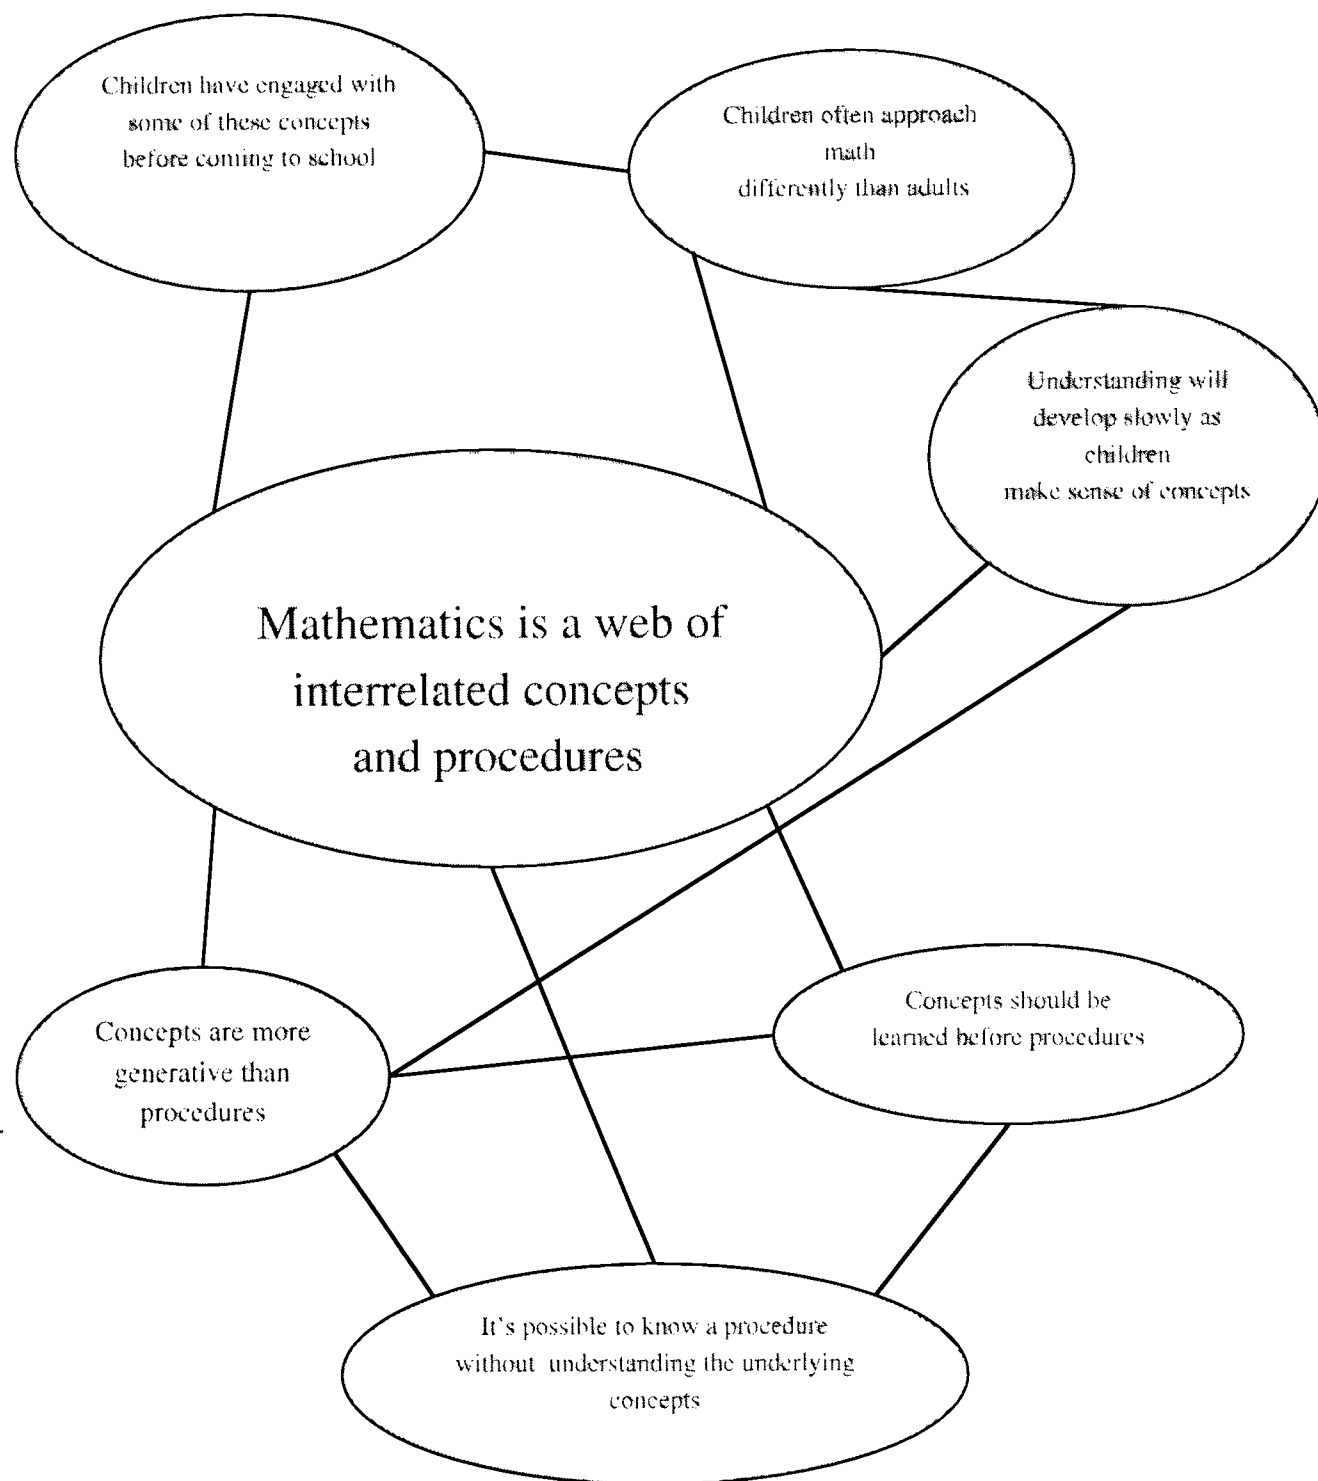 Children have engaged with
some of these concepts
before coming to school
Children often approach
math
differently than adults
Understanding will
develop slowly as
children
make sense of concepts
Mathematics is a web of
interrelated concepts
and procedures
Concepts are more
generative than
procedures
Concepts should be
learned before procedures
It's possible to know a procedure
without understanding the underlying
concepts